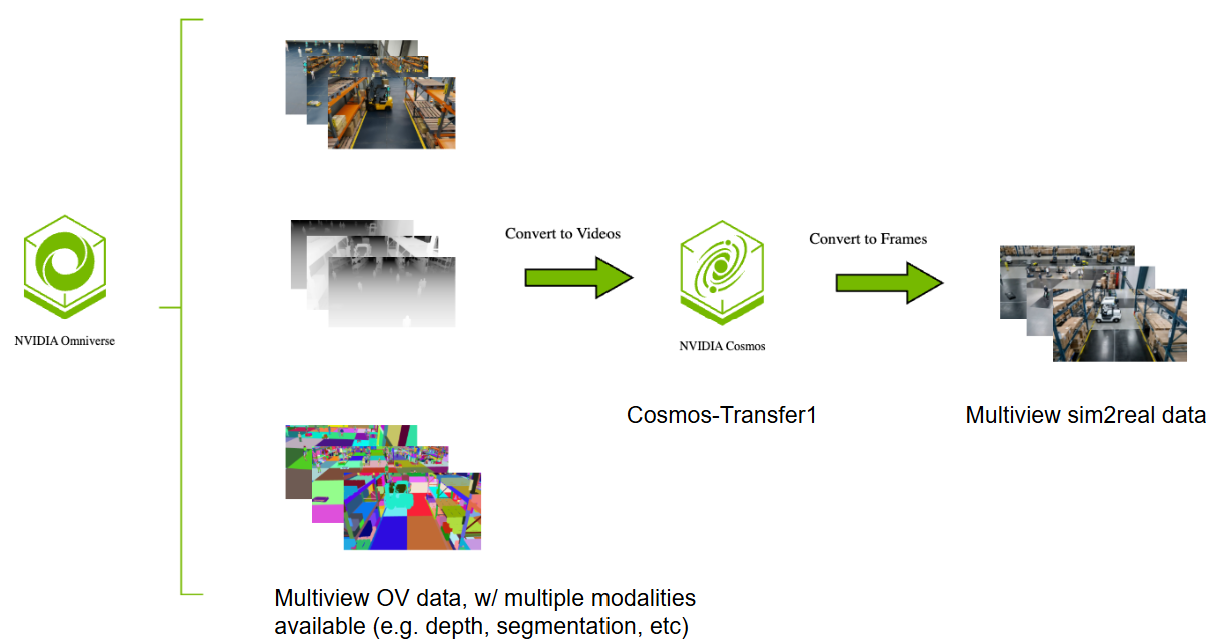 NVIDIA Omniverse
Convert to Videos
NVIDIA Cosmos
Cosmos-Transfer1
Convert to Frames
Multiview sim2real data
Multiview OV data, w/ multiple modalities
available (e.g. depth, segmentation, etc)